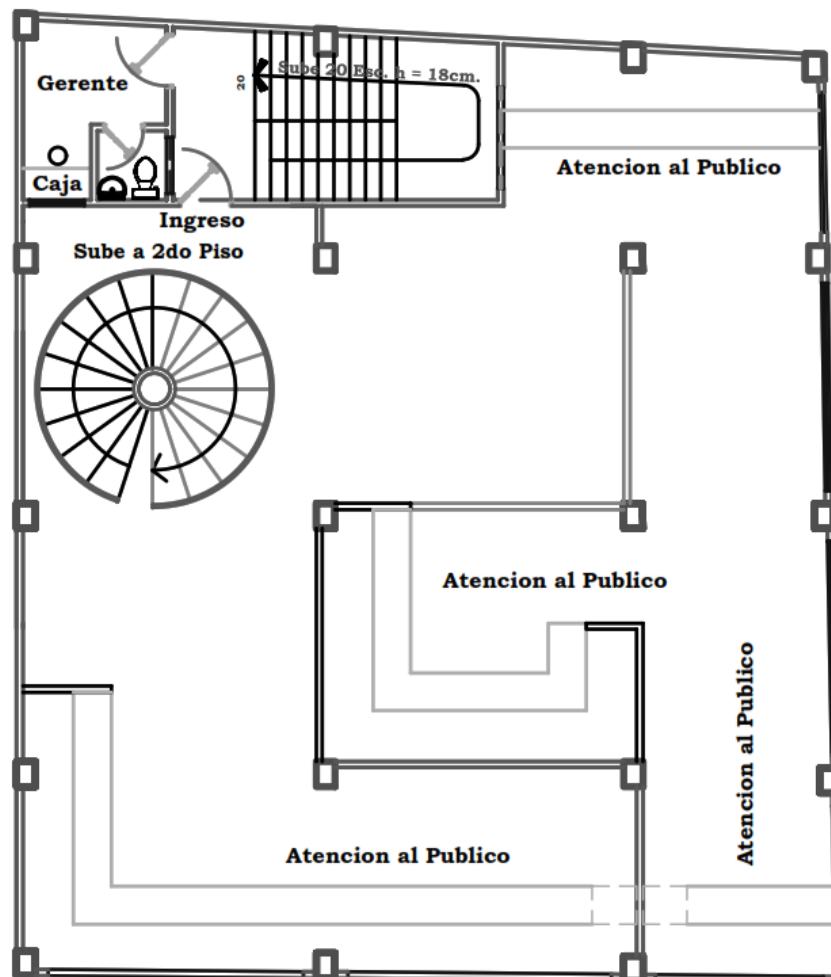 Gerente
20
Sube 20 Esc. h = 18cm.
Atencion al Publico
Caja
Ingreso
Sube a 2do Piso
Atencion al Publico
Atencion al Publico
Atencion al Publico